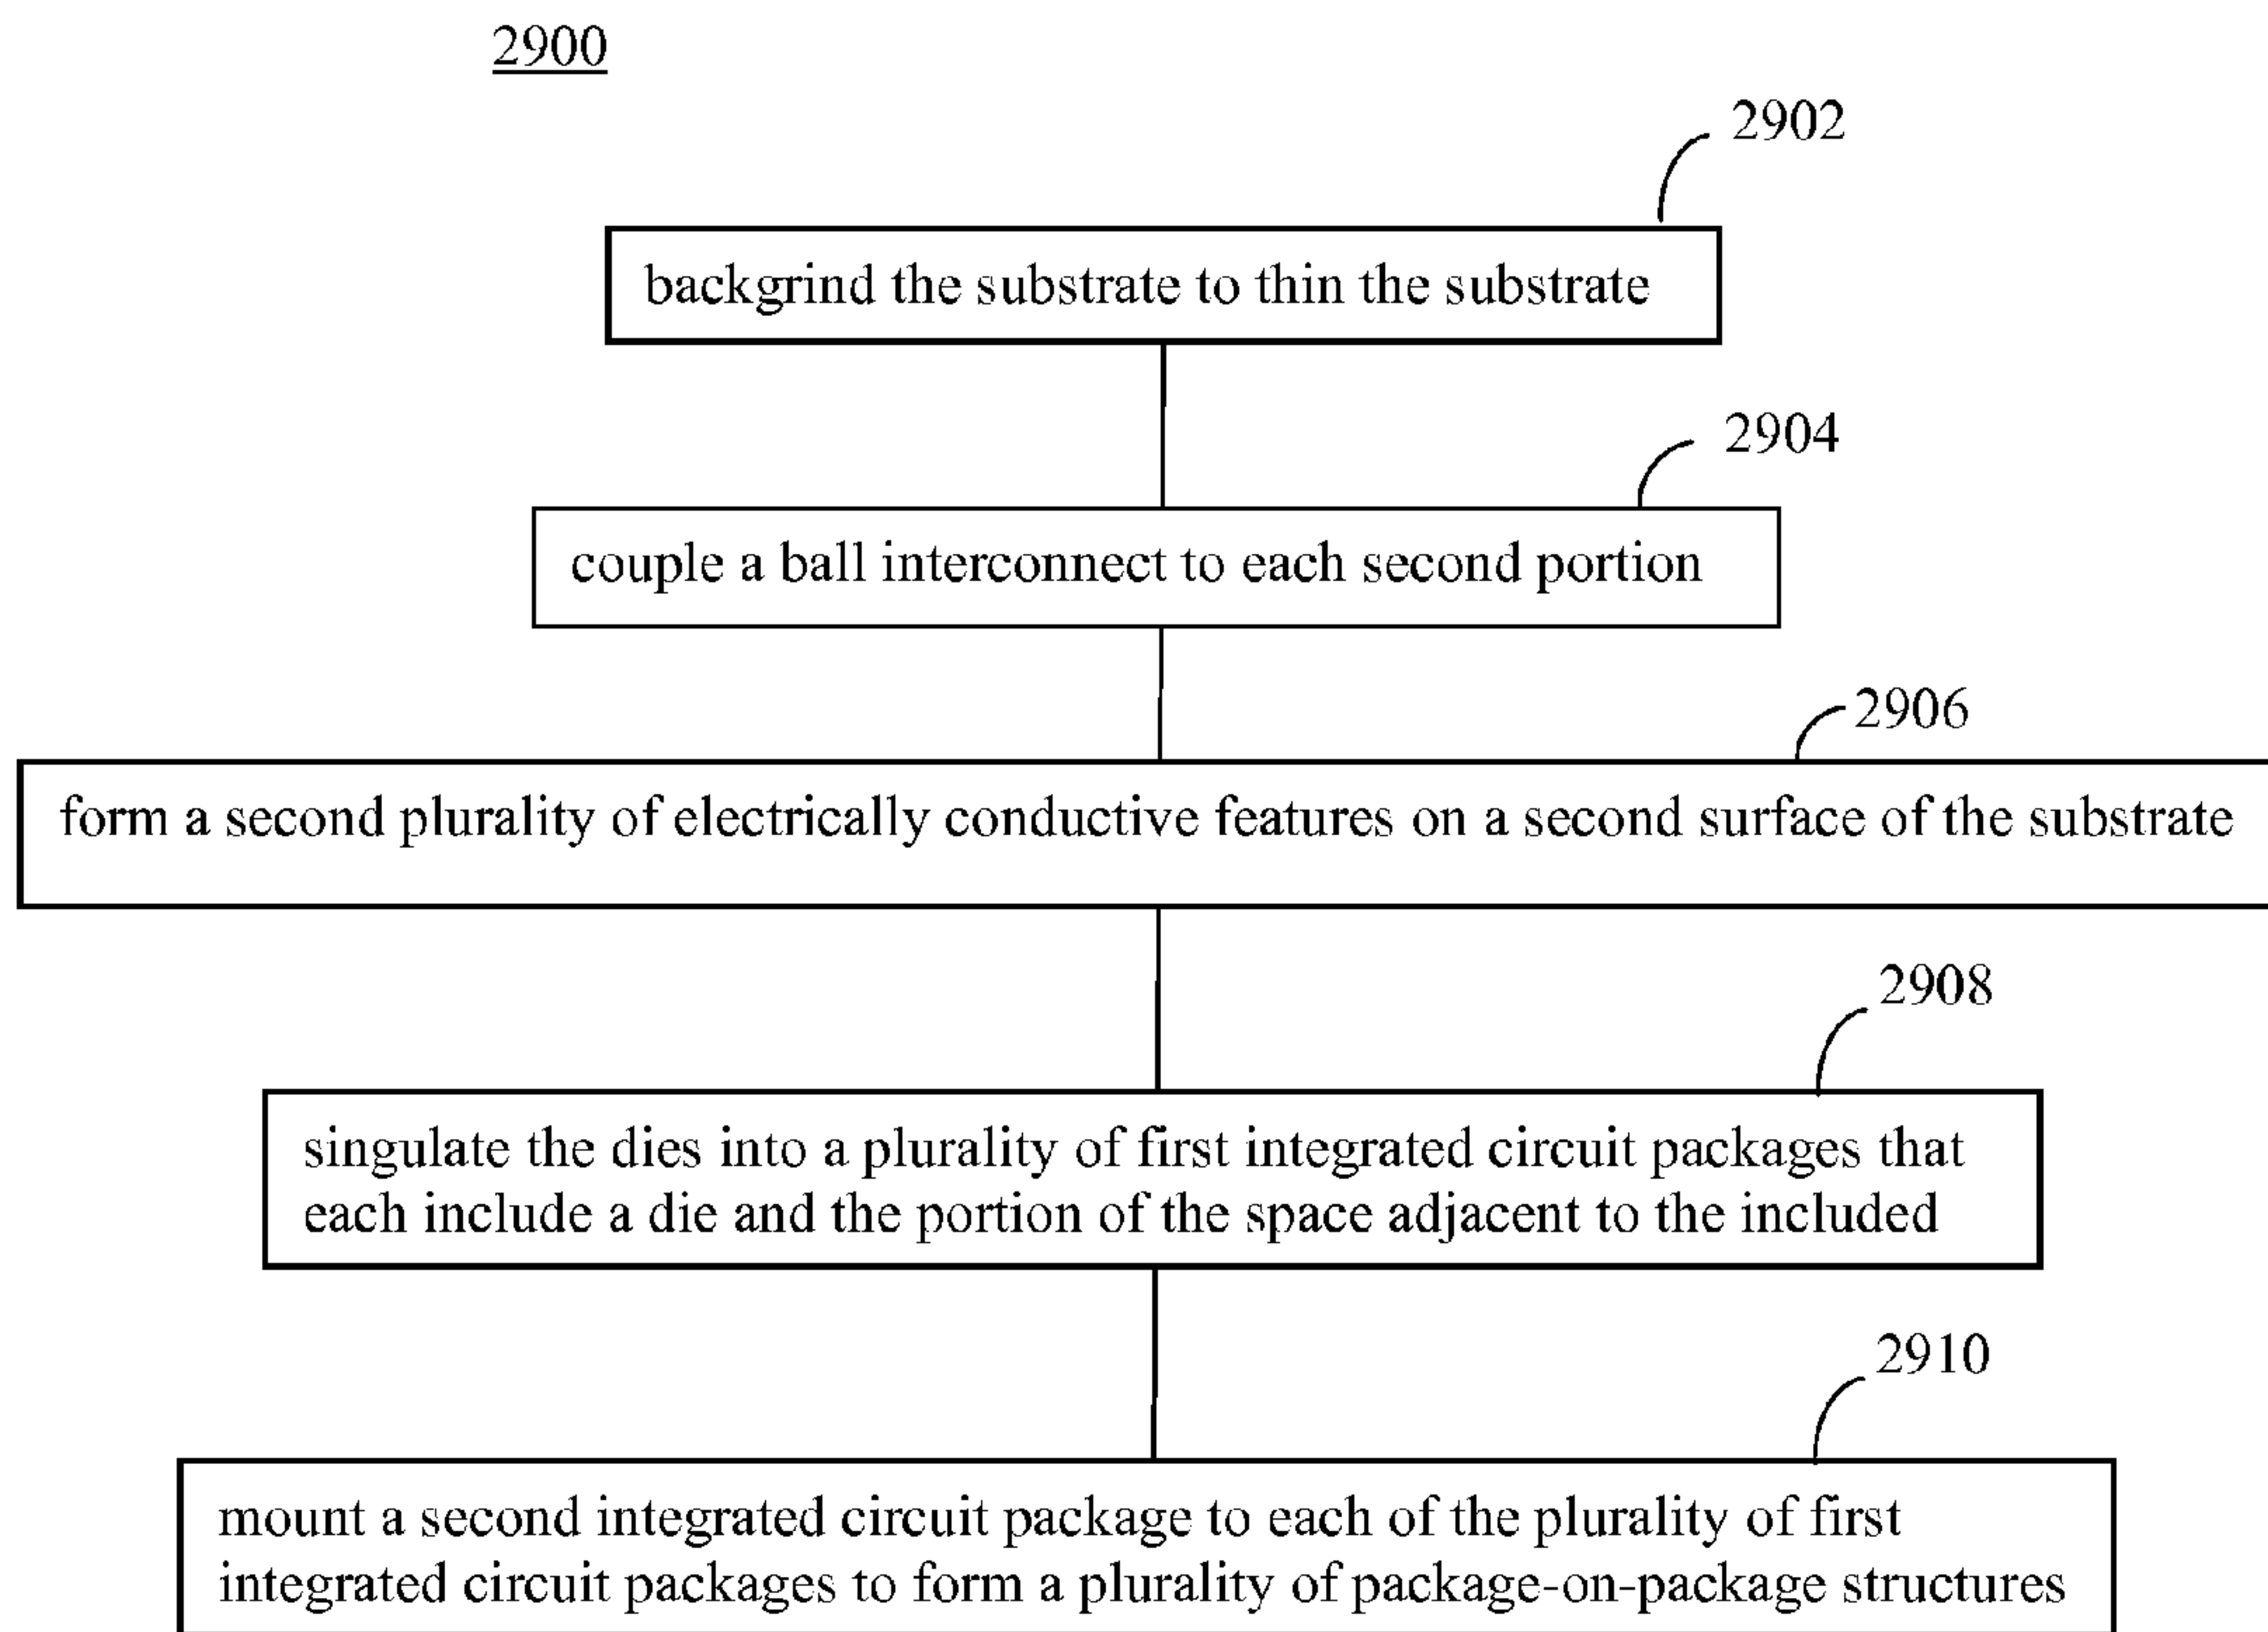 2900
2902
backgrind the substrate to thin the substrate
2904
couple a ball interconnect to each second portion
2906
form a second plurality of electrically conductive features on a second surface of the substrate
2908
singulate the dies into a plurality of first integrated circuit packages that
each include a die and the portion of the space adjacent to the included
2910
mount a second integrated circuit package to each of the plurality of first
integrated circuit packages to form a plurality of package-on-package structures